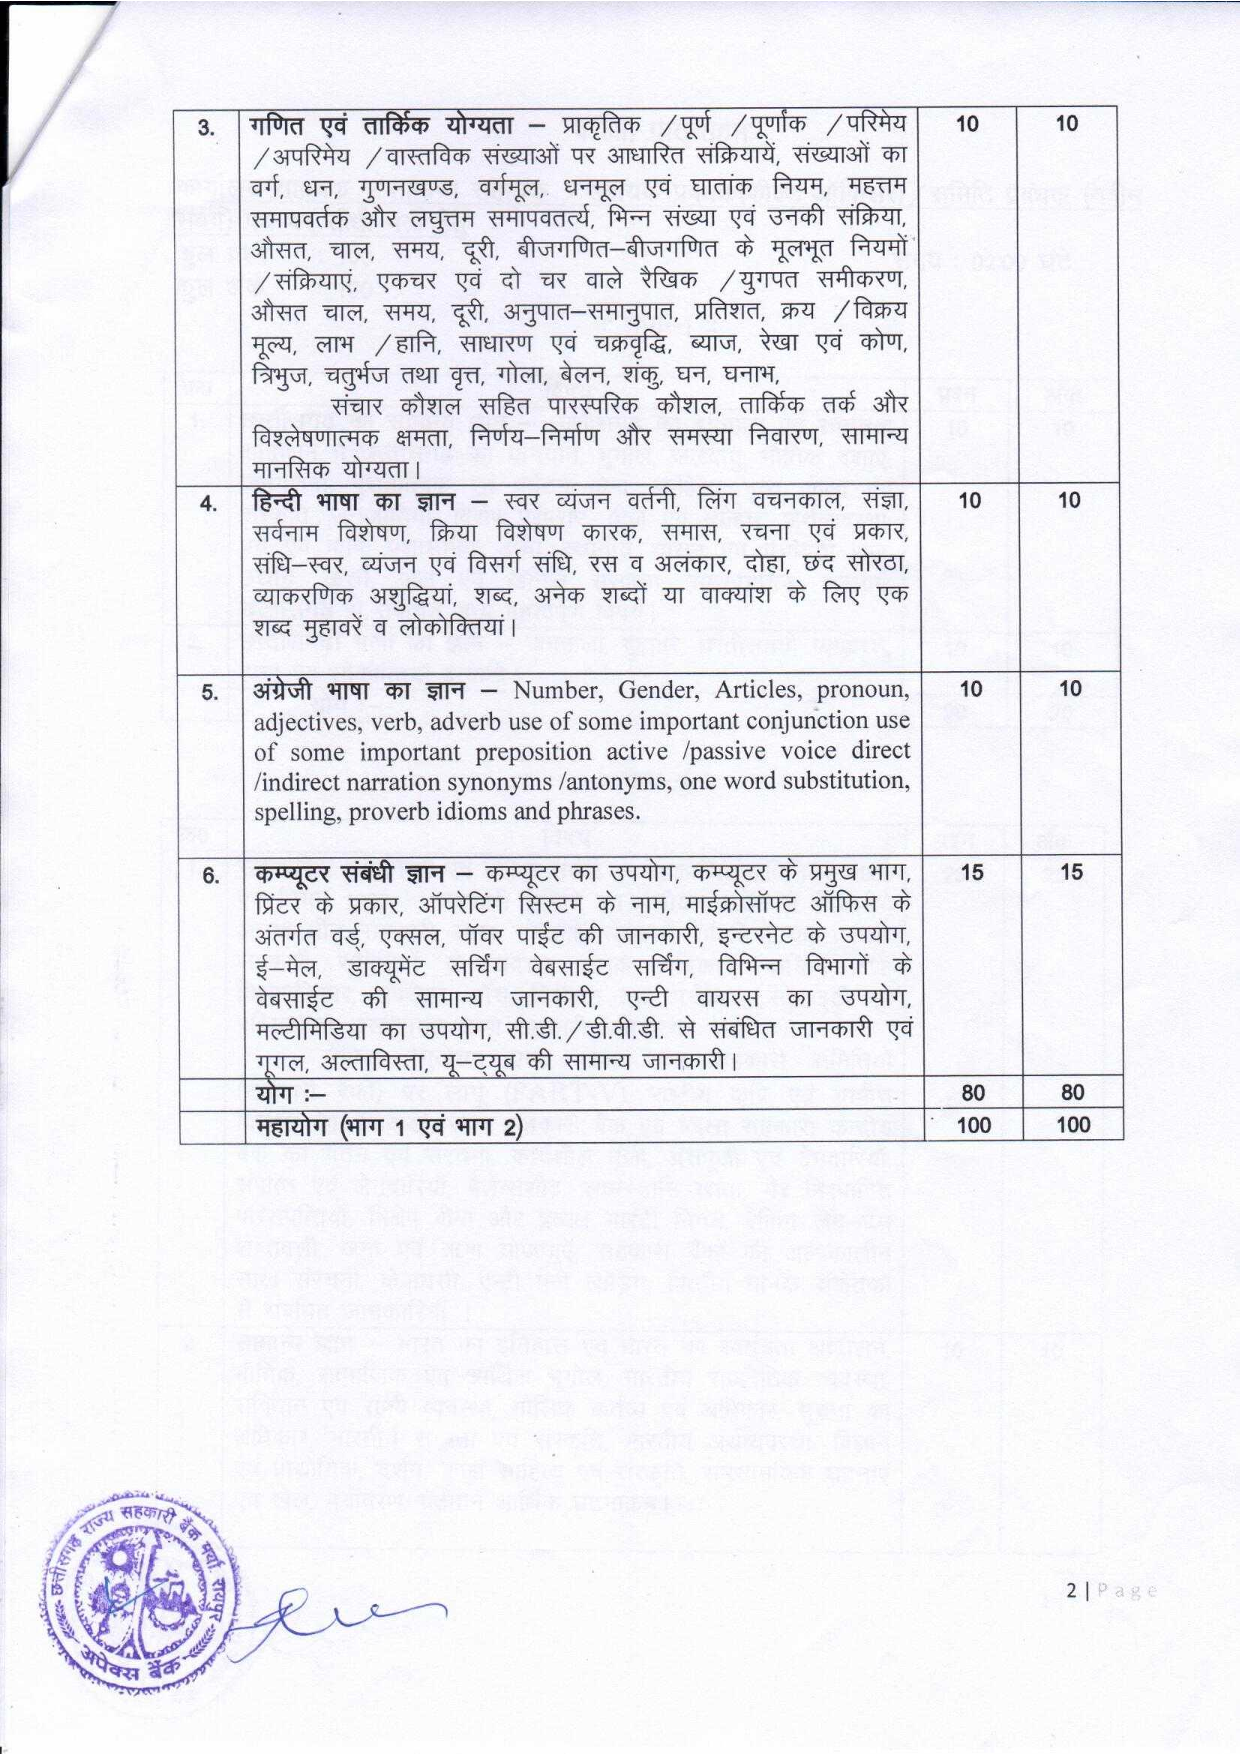 3. गणित एवं तार्किक योग्यता – प्राकृतिक /पूर्ण /पूर्णांक /परिमेय 10 10
/अपरिमेय /वास्तविक संख्याओं पर आधारित संक्रियायें, संख्याओं का
वर्ग, धन, गुणनखण्ड, वर्गमूल, धनमूल एवं घातांक नियम, महत्तम
समापवर्तक और लघुत्तम समापवतर्त्य, भिन्न संख्या एवं उनकी संक्रिया,
औसत, चाल, समय, दूरी, बीजगणित–बीजगणित के मूलभूत नियमों
/संक्रियाएं, एकचर एवं दो चर वाले रैखिक /युगपत समीकरण,
औसत चाल, समय, दूरी, अनुपात–समानुपात, प्रतिशत, क्रय /विक्रय
मूल्य, लाभ /हानि, साधारण एवं चक्रवृद्धि, ब्याज, रेखा एवं कोण,
त्रिभुज, चतुर्भज तथा वृत्त, गोला, बेलन, शंकु, घन, घनाभ,
संचार कौशल सहित पारस्परिक कौशल, तार्किक तर्क और
विश्लेषणात्मक क्षमता, निर्णय–निर्माण और समस्या निवारण, सामान्य
मानसिक योग्यता।
4. हिन्दी भाषा का ज्ञान – स्वर व्यंजन वर्तनी, लिंग वचनकाल, संज्ञा, 10 10
सर्वनाम विशेषण, क्रिया विशेषण कारक, समास, रचना एवं प्रकार,
संधि–स्वर, व्यंजन एवं विसर्ग संधि, रस व अलंकार, दोहा, छंद सोरठा,
व्याकरणिक अशुद्धियां, शब्द, अनेक शब्दों या वाक्यांश के लिए एक
शब्द मुहावरें व लोकोक्तियां।
5. अंग्रेजी भाषा का ज्ञान – Number, Gender, Articles, pronoun, 10 10
adjectives, verb, adverb use of some important conjunction use
of some important preposition active /passive voice direct
/indirect narration synonyms /antonyms, one word substitution,
spelling, proverb idioms and phrases.
6. कम्प्यूटर संबंधी ज्ञान – कम्प्यूटर का उपयोग, कम्प्यूटर के प्रमुख भाग, 15 15
प्रिंटर के प्रकार, ऑपरेटिंग सिस्टम के नाम, माईक्रोसॉफ्ट ऑफिस के
अंतर्गत वर्ड्, एक्सल, पॉवर पाईंट की जानकारी, इन्टरनेट के उपयोग,
ई–मेल, डाक्यूमेंट सर्चिंग वेबसाईट सर्चिंग, विभिन्न विभागों के
वेबसाईट की सामान्य जानकारी, एन्टी वायरस का उपयोग,
मल्टीमिडिया का उपयोग, सी.डी./डी.वी.डी. से संबंधित जानकारी एवं
गूगल, अल्ताविस्ता, यू–ट्यूब की सामान्य जानकारी।
योग :– 80 80
महायोग (भाग 1 एवं भाग 2) 100 100
छत्तीसगढ़ राज्य सहकारी बैंक मर्या. रायपुर
अपेक्स बैंक
2 | Page